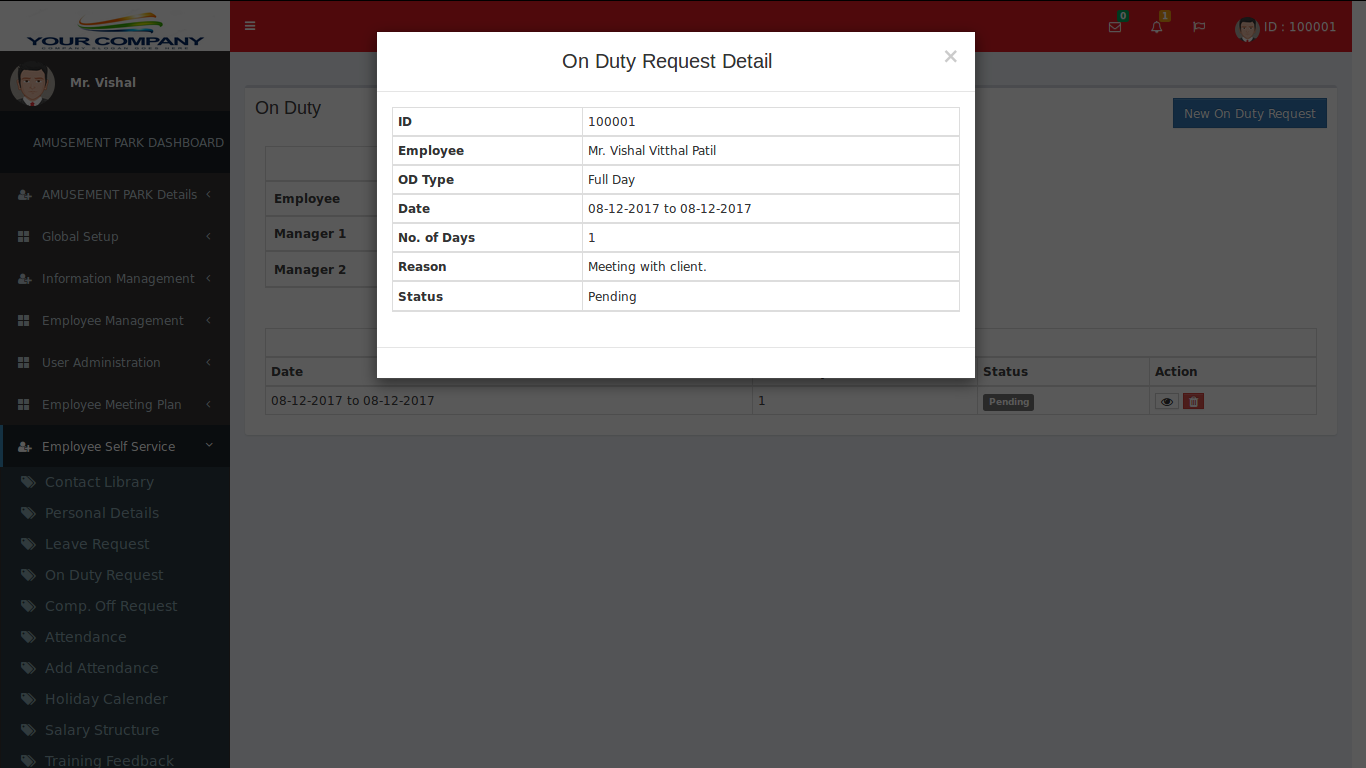 YOUR COMPANY
COMPANY SLOGAN GOES HERE
0
1
ID : 100001
Mr. Vishal
AMUSEMENT PARK DASHBOARD
AMUSEMENT PARK Details
Global Setup
Information Management
Employee Management
User Administration
Employee Meeting Plan
Employee Self Service
Contact Library
Personal Details
Leave Request
On Duty Request
Comp. Off Request
Attendance
Add Attendance
Holiday Calender
Salary Structure
Training Feedback
On Duty
New On Duty Request
Employee
Manager 1
Manager 2
On Duty Request Detail
×
ID 100001
Employee Mr. Vishal Vitthal Patil
OD Type Full Day
Date 08-12-2017 to 08-12-2017
No. of Days 1
Reason Meeting with client.
Status Pending
Date Status Action
08-12-2017 to 08-12-2017 1 Pending